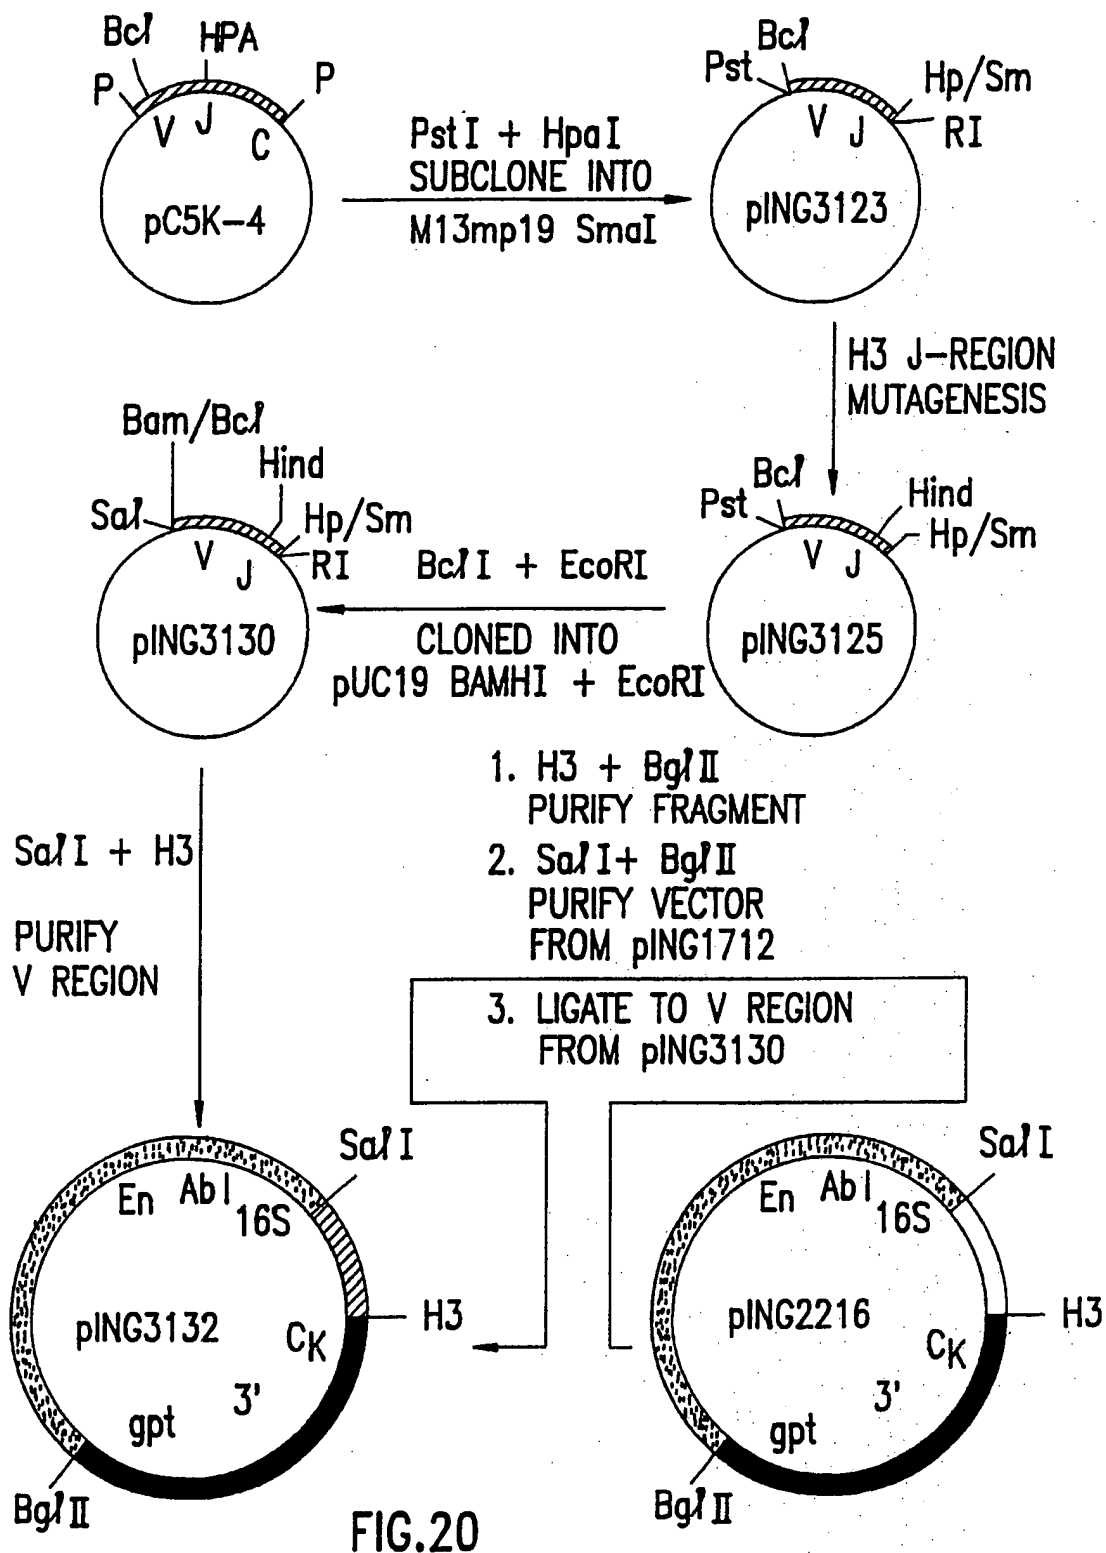 Bcl
HPA
P
P
V
J
C
pC5K-4
PstI + HpaI
SUBCLONE INTO
M13mp19 SmaI
Bcl
Pst
Hp/Sm
RI
V
J
pING3123
H3 J-REGION
MUTAGENESIS
Bcl
Pst
Hind
Hp/Sm
V
J
pING3125
BclI + EcoRI
CLONED INTO
pUC19 BAMHI + EcoRI
Bam/Bcl
Hind
Sal
Hp/Sm
RI
V
J
pING3130
SalI + H3
PURIFY
V REGION
1. H3 + BglII
PURIFY FRAGMENT
2. SalI+ BglII
PURIFY VECTOR
FROM pING1712
3. LIGATE TO V REGION
FROM pING3130
SalI
En
Ab I
16S
H3
pING3132
CK
3'
gpt
BglII
SalI
En
Ab I
16S
H3
pING2216
CK
3'
gpt
BglII
FIG.20